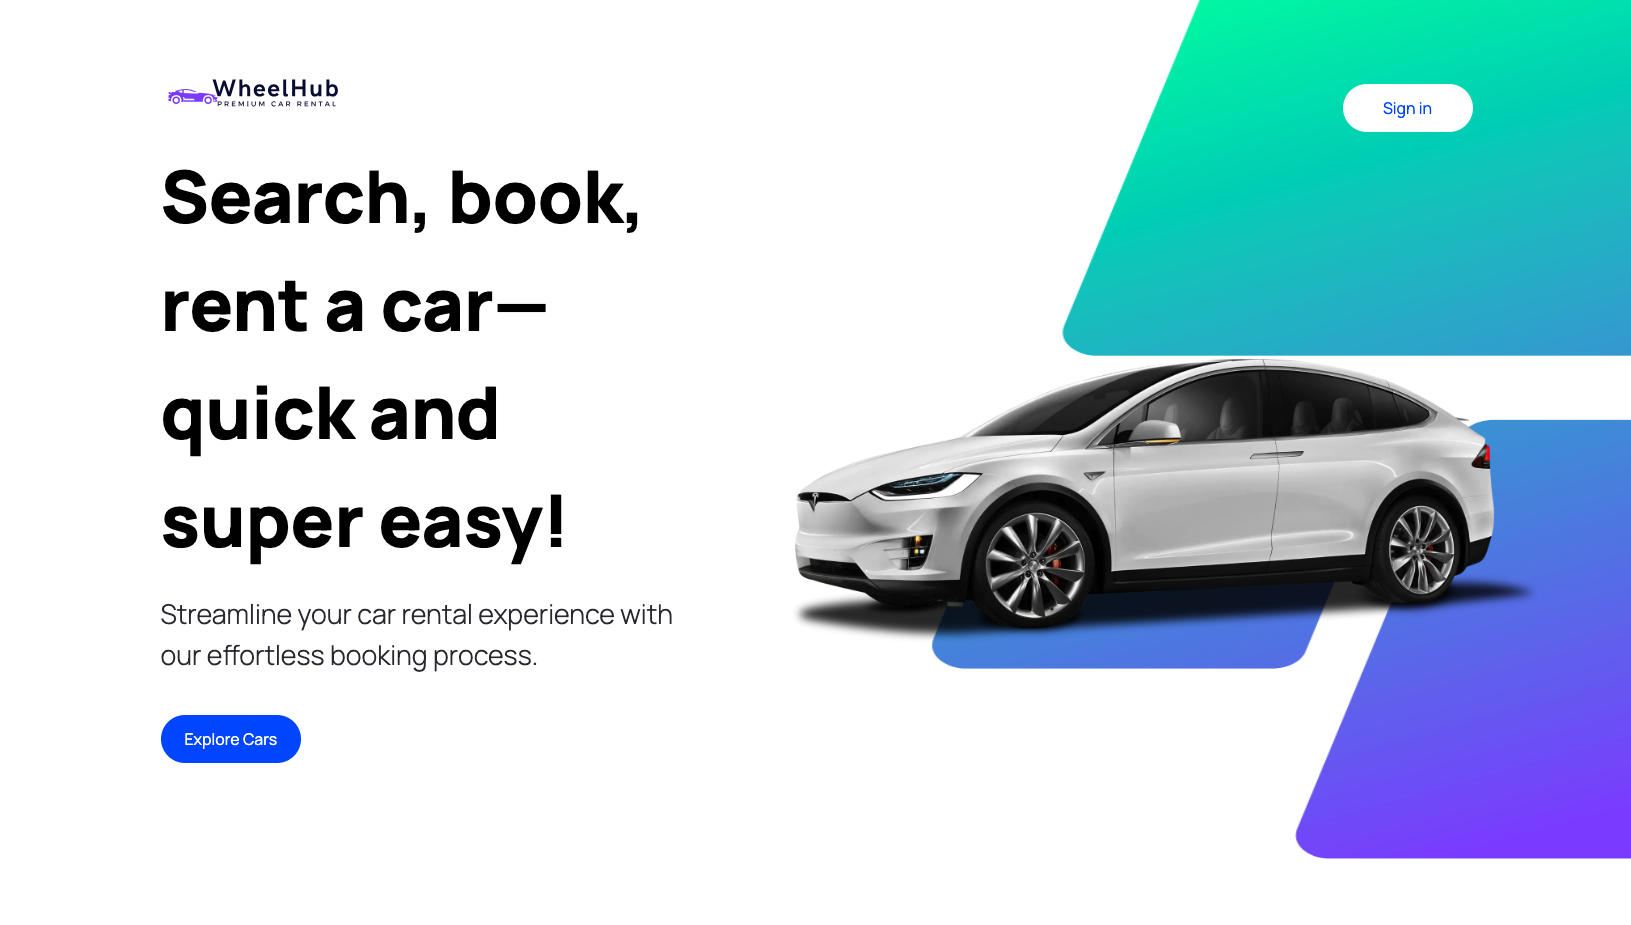 WheelHub
PREMIUM CAR RENTAL
Sign in
Search, book,
rent a car—
quick and
super easy!
Streamline your car rental experience with
our effortless booking process.
Explore Cars